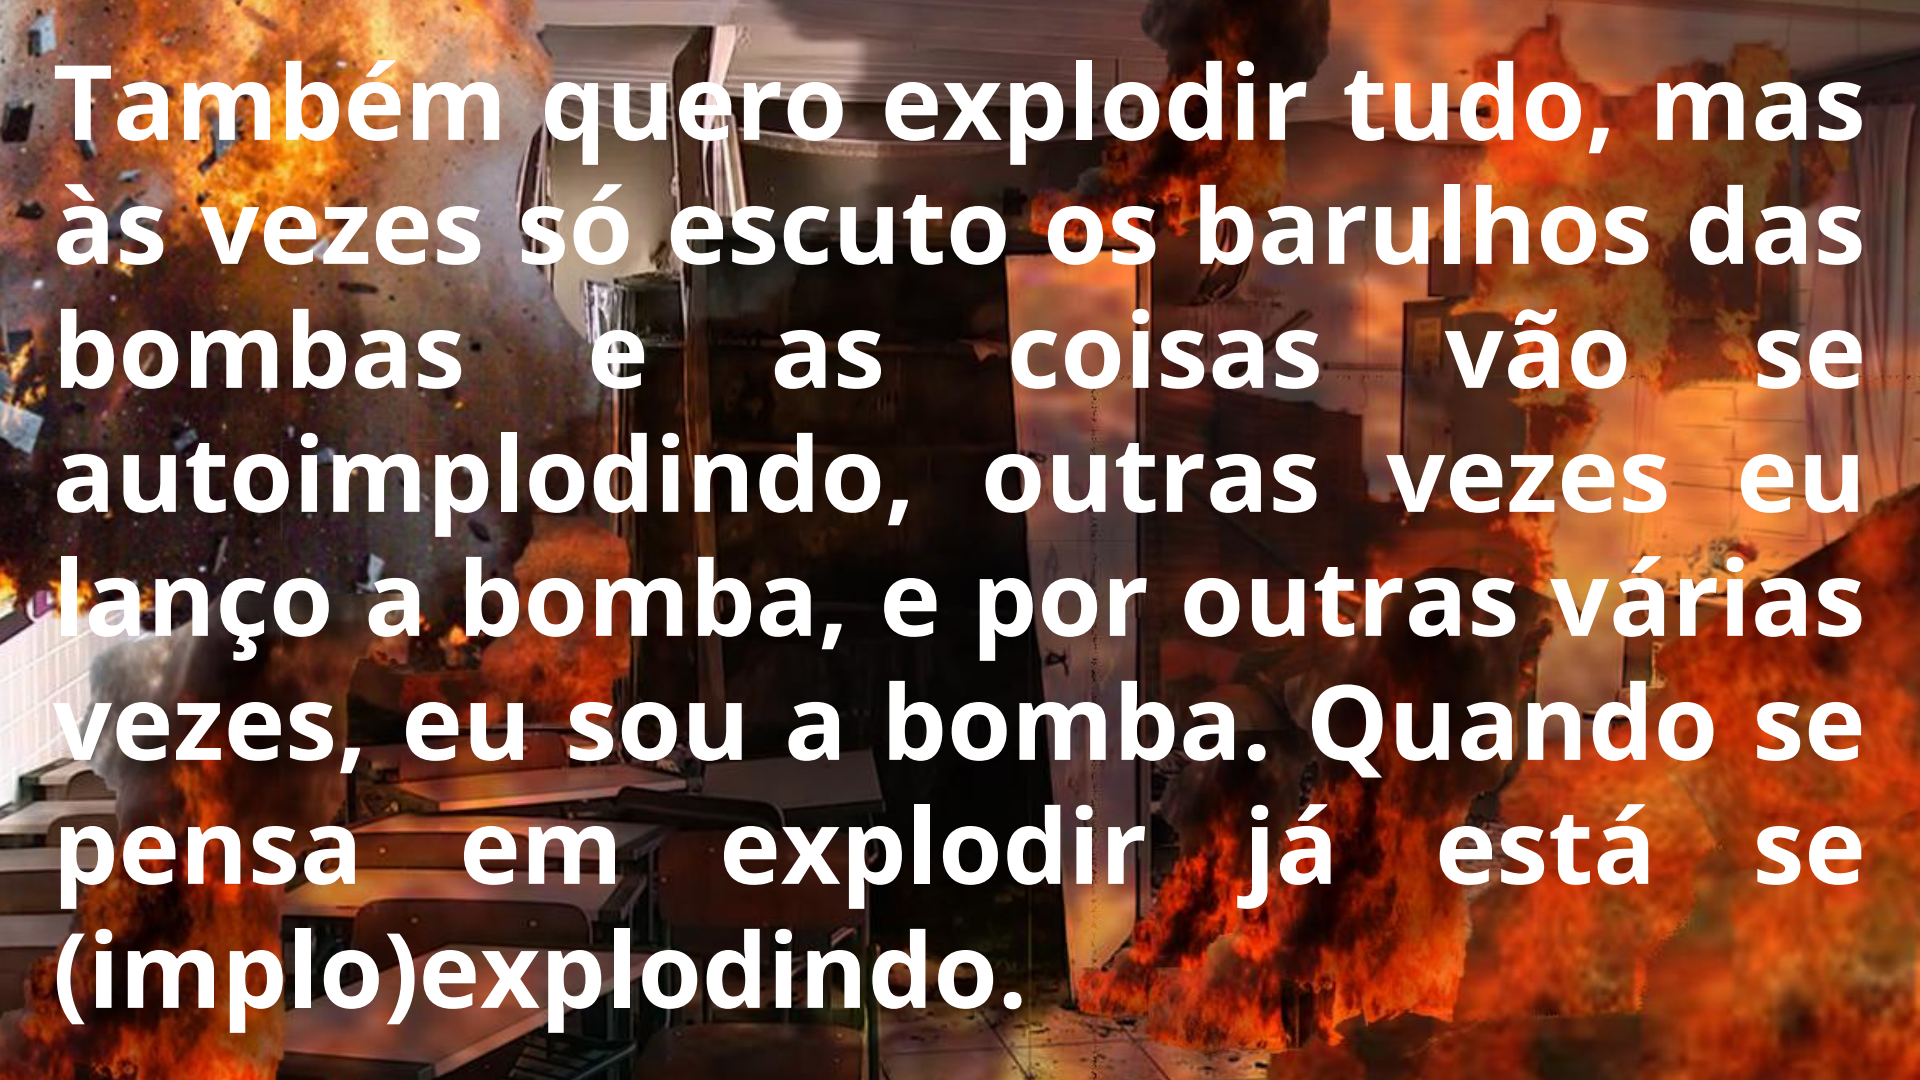 Também quero explodir tudo, mas
às vezes só escuto os barulhos das
bombas e as coisas vão se
autoimplodindo, outras vezes eu
lanço a bomba, e por outras várias
vezes, eu sou a bomba. Quando se
pensa em explodir já está se
(implo)explodindo.